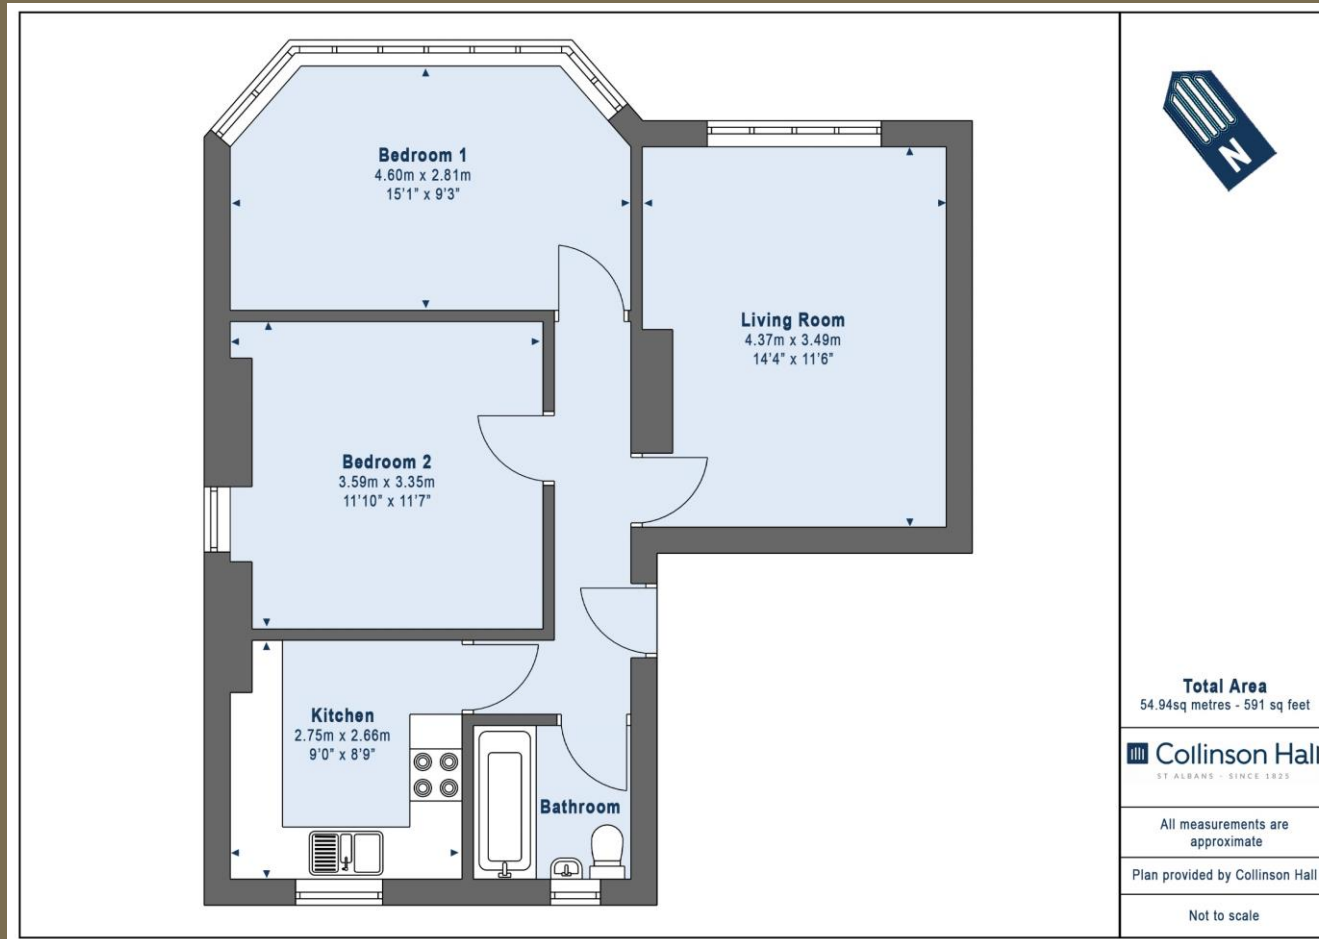 Bedroom 1
4.60m x 2.81m
15'1" x 9'3"
N
Living Room
4.37m x 3.49m
14'4" x 11'6"
Bedroom 2
3.59m x 3.35m
11'10" x 11'7"
Kitchen
2.75m x 2.66m
9'0" x 8'9"
Bathroom
Total Area
54.94sq metres - 591 sq feet
Collinson Hall
ST ALBANS - SINCE 1825
All measurements are
approximate
Plan provided by Collinson Hall
Not to scale